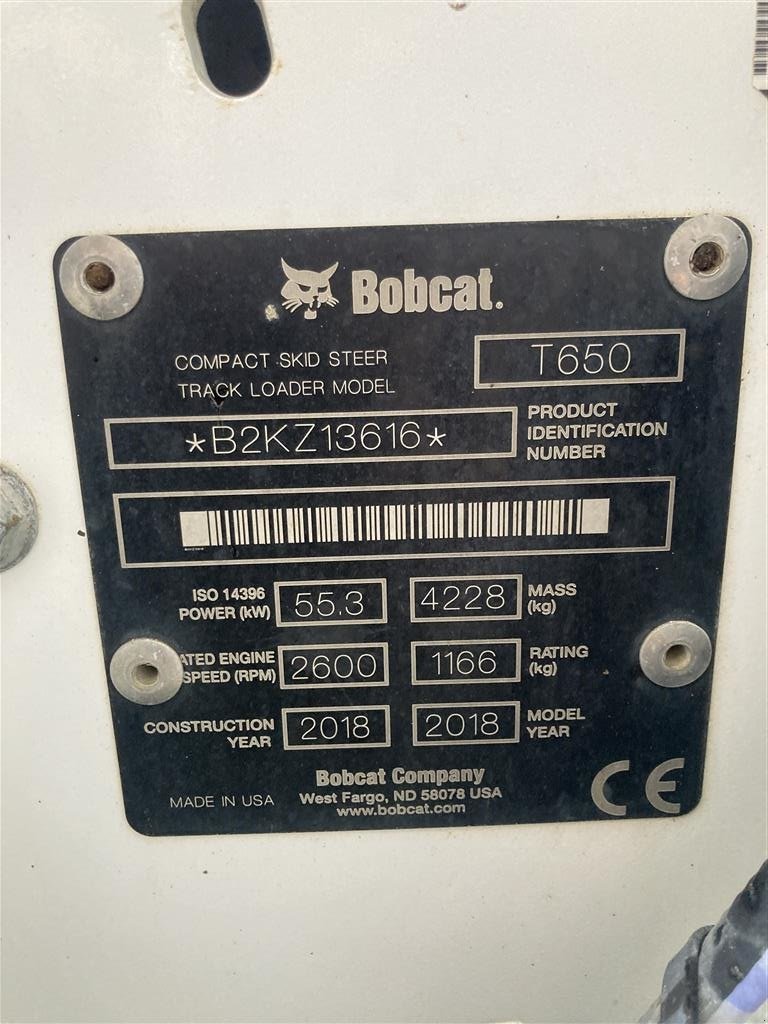 Bobcat.
COMPACT SKID STEER
TRACK LOADER MODEL
T650
*B2KZ13616*
PRODUCT
IDENTIFICATION
NUMBER
ISO 14396
POWER (kW)
55.3
4228
MASS
(kg)
ATED ENGINE
SPEED (RPM)
2600
1166
RATING
(kg)
CONSTRUCTION
YEAR
2018
2018
MODEL
YEAR
Bobcat Company
MADE IN USA
West Fargo, ND 58078 USA
www.bobcat.com
CE